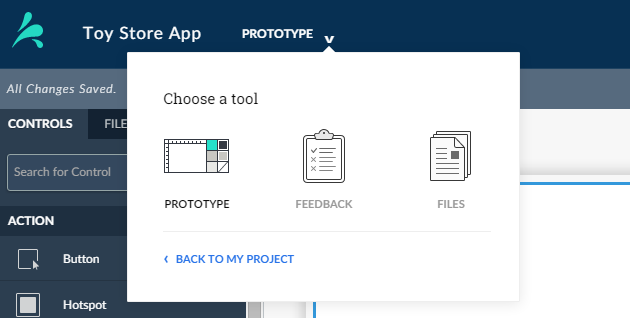 Toy Store App
PROTOTYPE
All Changes Saved.
Choose a tool
CONTROLS
FILE
Search for Control
PROTOTYPE
FEEDBACK
FILES
ACTION
‹ BACK TO MY PROJECT
Button
Hotspot